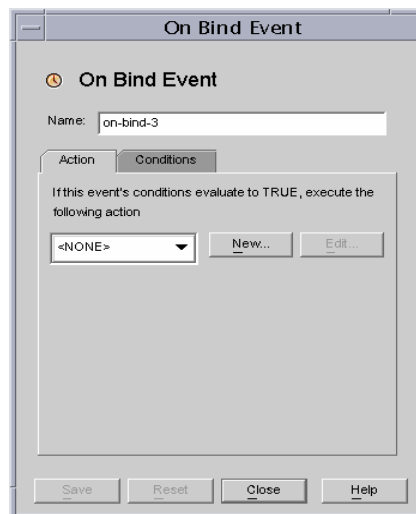 On Bind Event
On Bind Event
Name: on-bind-3
Action Conditions
If this event's conditions evaluate to TRUE, execute the
following action
<NONE> New... Edit...
Save Reset Close Help